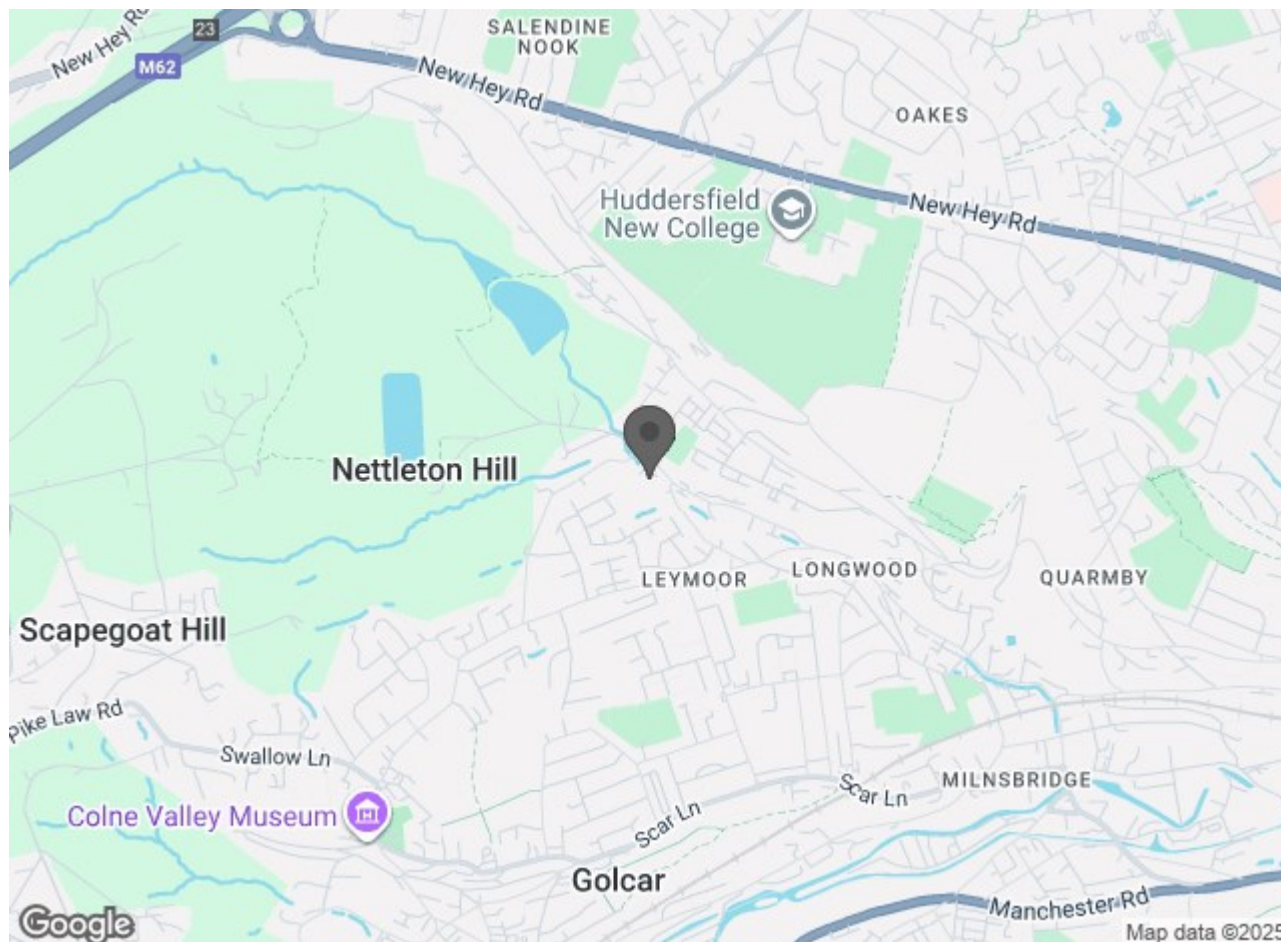 SALENDINE
NOOK
23
New Hey Rd
M62
New Hey Rd
OAKES
Huddersfield
New College
New Hey Rd
Nettleton Hill
LEYMOOR
LONGWOOD
QUARMBY
Scapegoat Hill
Pike Law Rd
Swallow Ln
Scar Ln
MILNSBRIDGE
Colne Valley Museum
Scar Ln
Golcar
Manchester Rd
Google
Map data ©2025